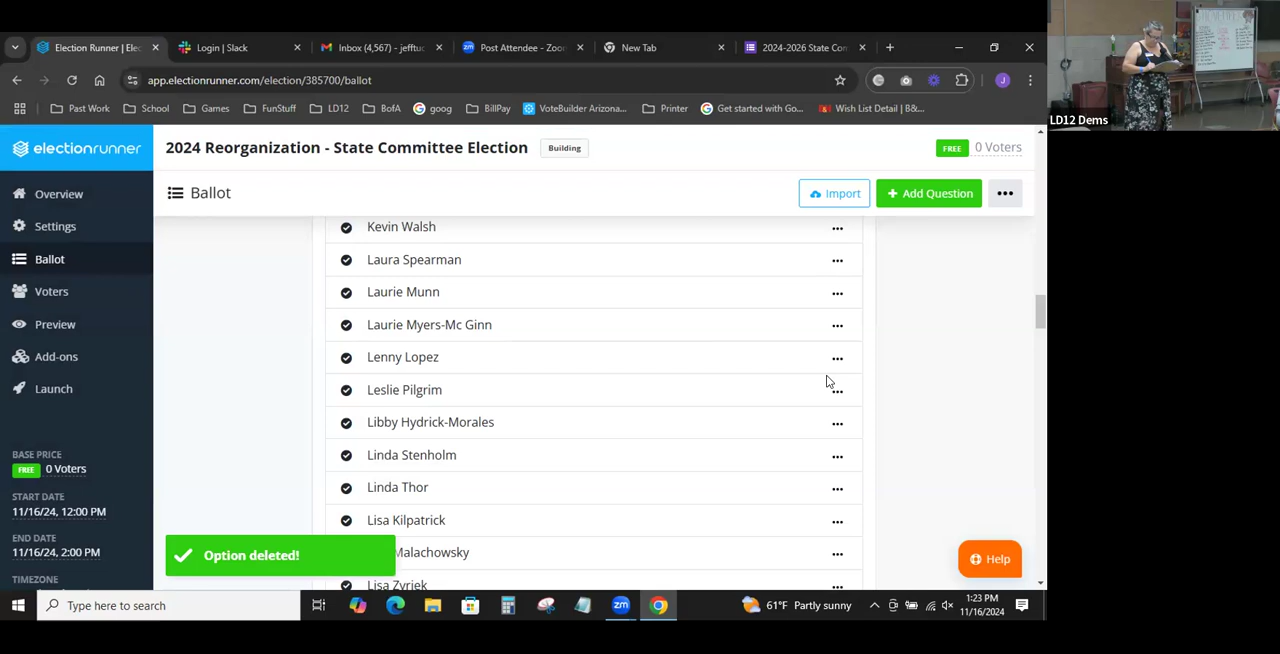 Election Runner | Elec
Login | Slack
Inbox (4,567) - jefftuc
Post Attendee - Zoo
New Tab
2024-2026 State Com
app.electionrunner.com/election/385700/ballot
J
Past Work
School
Games
FunStuff
LD12
BofA
goog
BillPay
VoteBuilder Arizona...
Printer
Get started with Go...
Wish List Detail | B&...
LD12 Dems
electionrunner
2024 Reorganization - State Committee Election
Building
FREE 0 Voters
Ballot
Import
+ Add Question
Overview
Settings
Ballot
Voters
Preview
Add-ons
Launch
BASE PRICE
FREE 0 Voters
START DATE
11/16/24, 12:00 PM
END DATE
11/16/24, 2:00 PM
TIMEZONE
Kevin Walsh
Laura Spearman
Laurie Munn
Laurie Myers-Mc Ginn
Lenny Lopez
Leslie Pilgrim
Libby Hydrick-Morales
Linda Stenholm
Linda Thor
Lisa Kilpatrick
Malachowsky
Lisa Zyriek
Option deleted!
Help
Type here to search
zm
61°F Partly sunny
1:23 PM
11/16/2024